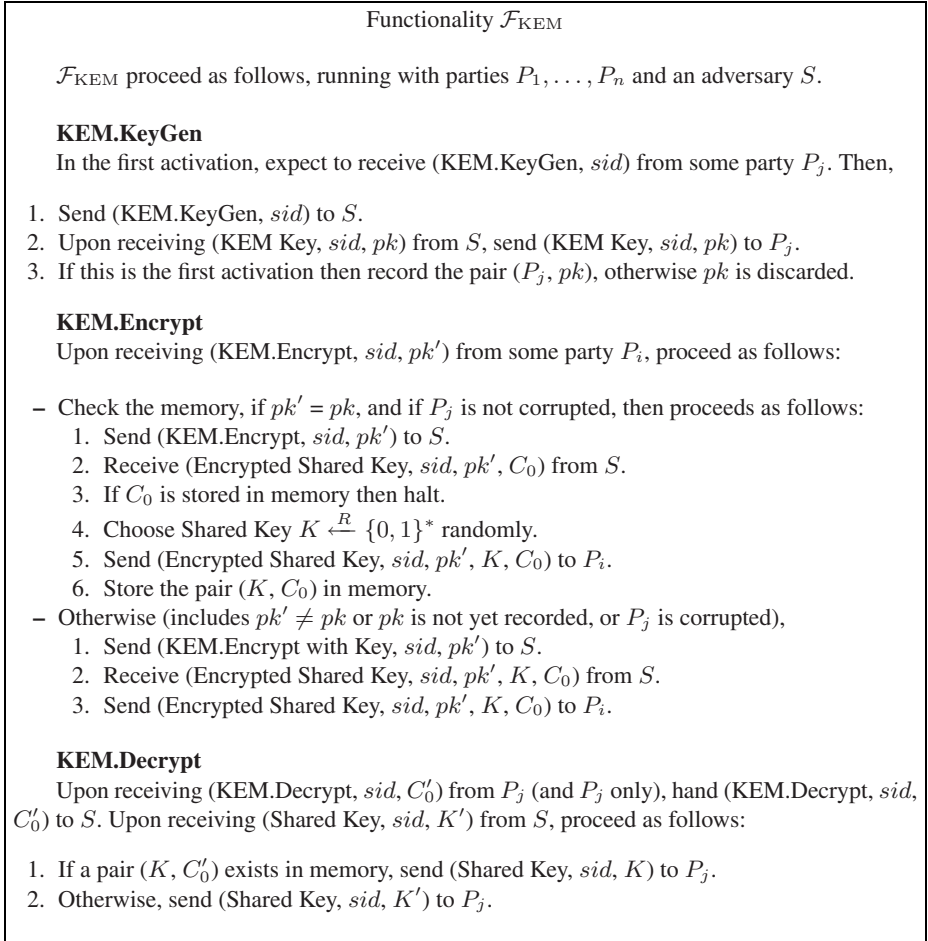 Functionality F_KEM
F_KEM proceed as follows, running with parties P_1, . . . , P_n and an adversary S.
KEM.KeyGen
In the first activation, expect to receive (KEM.KeyGen, sid) from some party P_j. Then,
1. Send (KEM.KeyGen, sid) to S.
2. Upon receiving (KEM Key, sid, pk) from S, send (KEM Key, sid, pk) to P_j.
3. If this is the first activation then record the pair (P_j, pk), otherwise pk is discarded.
KEM.Encrypt
Upon receiving (KEM.Encrypt, sid, pk′) from some party P_i, proceed as follows:
– Check the memory, if pk′ = pk, and if P_j is not corrupted, then proceeds as follows:
1. Send (KEM.Encrypt, sid, pk′) to S.
2. Receive (Encrypted Shared Key, sid, pk′, C_0) from S.
3. If C_0 is stored in memory then halt.
4. Choose Shared Key K ←^R {0, 1}* randomly.
5. Send (Encrypted Shared Key, sid, pk′, K, C_0) to P_i.
6. Store the pair (K, C_0) in memory.
– Otherwise (includes pk′ ≠ pk or pk is not yet recorded, or P_j is corrupted),
1. Send (KEM.Encrypt with Key, sid, pk′) to S.
2. Receive (Encrypted Shared Key, sid, pk′, K, C_0) from S.
3. Send (Encrypted Shared Key, sid, pk′, K, C_0) to P_i.
KEM.Decrypt
Upon receiving (KEM.Decrypt, sid, C′_0) from P_j (and P_j only), hand (KEM.Decrypt, sid,
C′_0) to S. Upon receiving (Shared Key, sid, K′) from S, proceed as follows:
1. If a pair (K, C′_0) exists in memory, send (Shared Key, sid, K) to P_j.
2. Otherwise, send (Shared Key, sid, K′) to P_j.